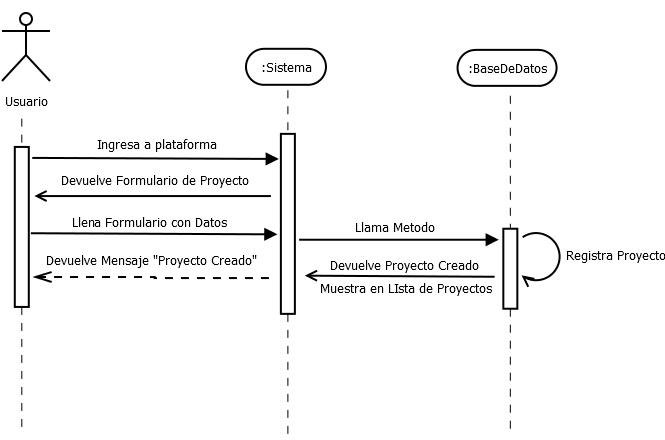 :Sistema
:BaseDeDatos
Usuario
Ingresa a plataforma
Devuelve Formulario de Proyecto
Llena Formulario con Datos
Llama Metodo
Registra Proyecto
Devuelve Mensaje "Proyecto Creado"
Devuelve Proyecto Creado
Muestra en LIsta de Proyectos